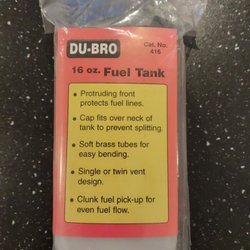 DU-BRO
Cat. No.
416
16 oz. Fuel Tank
• Protruding front
protects fuel lines.
• Cap fits over neck of
tank to prevent splitting.
• Soft brass tubes for
easy bending.
• Single or twin vent
design.
• Clunk fuel pick-up for
even fuel flow.